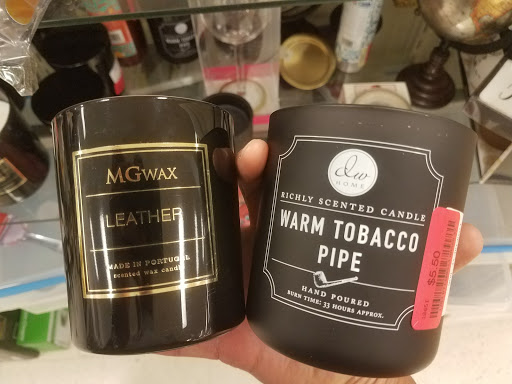 MGWAX
LEATHER
MADE IN PORTUGAL
scented wax candle
dw
HOME
RICHLY SCENTED CANDLE
WARM TOBACCO
PIPE
HAND POURED
BURN TIME: 33 HOURS APPROX.
$5.50